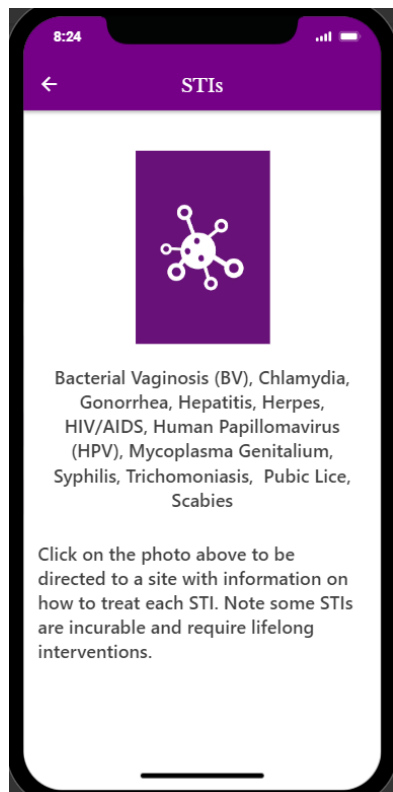 8:24
STIs
Bacterial Vaginosis (BV), Chlamydia,
Gonorrhea, Hepatitis, Herpes,
HIV/AIDS, Human Papillomavirus
(HPV), Mycoplasma Genitalium,
Syphilis, Trichomoniasis,  Pubic Lice,
Scabies
Click on the photo above to be
directed to a site with information on
how to treat each STI. Note some STIs
are incurable and require lifelong
interventions.